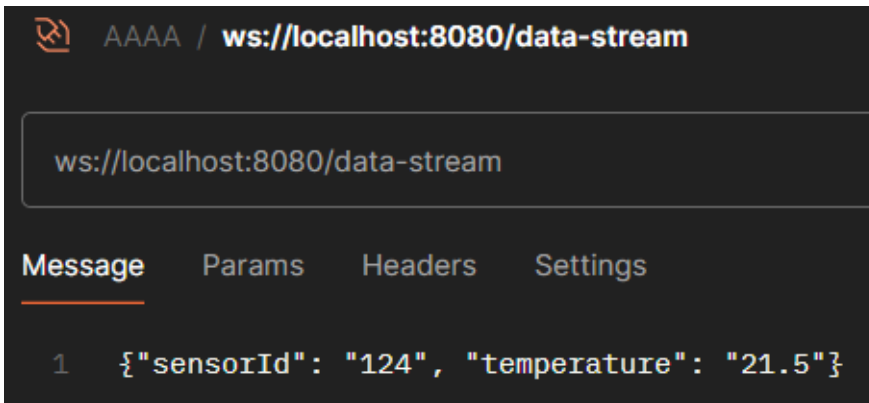 AAAA / ws://localhost:8080/data-stream
ws://localhost:8080/data-stream
Message Params Headers Settings
1 {"sensorId": "124", "temperature": "21.5"}